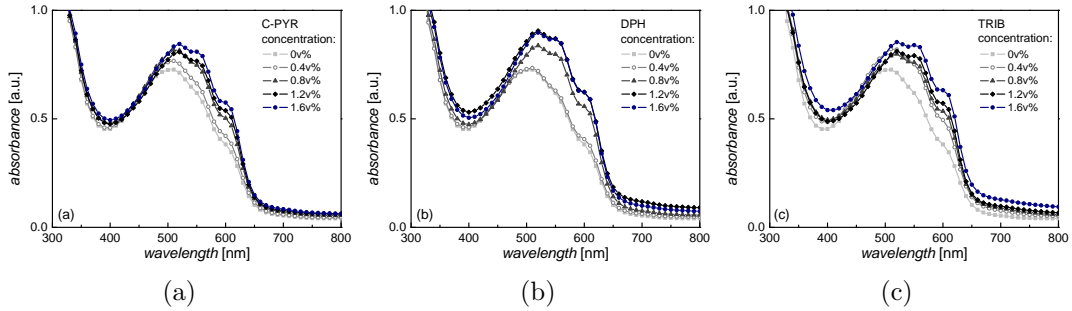 C-PYR
concentration:
0v%
0.4v%
0.8v%
1.2v%
1.6v%
absorbance [a.u.]
1.0
0.5
0.0
(a)
300 400 500 600 700 800
wavelength [nm]
(a)
DPH
concentration:
0v%
0.4v%
0.8v%
1.2v%
1.6v%
absorbance [a.u.]
1.0
0.5
0.0
(b)
300 400 500 600 700 800
wavelength [nm]
(b)
TRIB
concentration:
0v%
0.4v%
0.8v%
1.2v%
1.6v%
absorbance [a.u.]
1.0
0.5
0.0
(c)
300 400 500 600 700 800
wavelength [nm]
(c)